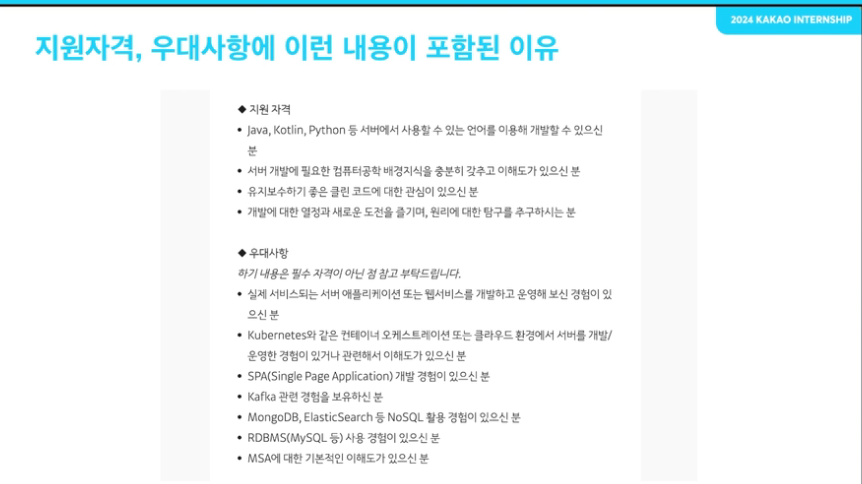 2024 KAKAO INTERNSHIP
지원자격, 우대사항에 이런 내용이 포함된 이유
◆ 지원 자격
• Java, Kotlin, Python 등 서버에서 사용할 수 있는 언어를 이용해 개발할 수 있으신
분
• 서버 개발에 필요한 컴퓨터공학 배경지식을 충분히 갖추고 이해도가 있으신 분
• 유지보수하기 좋은 클린 코드에 대한 관심이 있으신 분
• 개발에 대한 열정과 새로운 도전을 즐기며, 원리에 대한 탐구를 추구하시는 분
◆ 우대사항
하기 내용은 필수 자격이 아닌 점 참고 부탁드립니다.
• 실제 서비스되는 서버 애플리케이션 또는 웹서비스를 개발하고 운영해 보신 경험이 있
으신 분
• Kubernetes와 같은 컨테이너 오케스트레이션 또는 클라우드 환경에서 서버를 개발/
운영한 경험이 있거나 관련해서 이해도가 있으신 분
• SPA(Single Page Application) 개발 경험이 있으신 분
• Kafka 관련 경험을 보유하신 분
• MongoDB, ElasticSearch 등 NoSQL 활용 경험이 있으신 분
• RDBMS(MySQL 등) 사용 경험이 있으신 분
• MSA에 대한 기본적인 이해도가 있으신 분